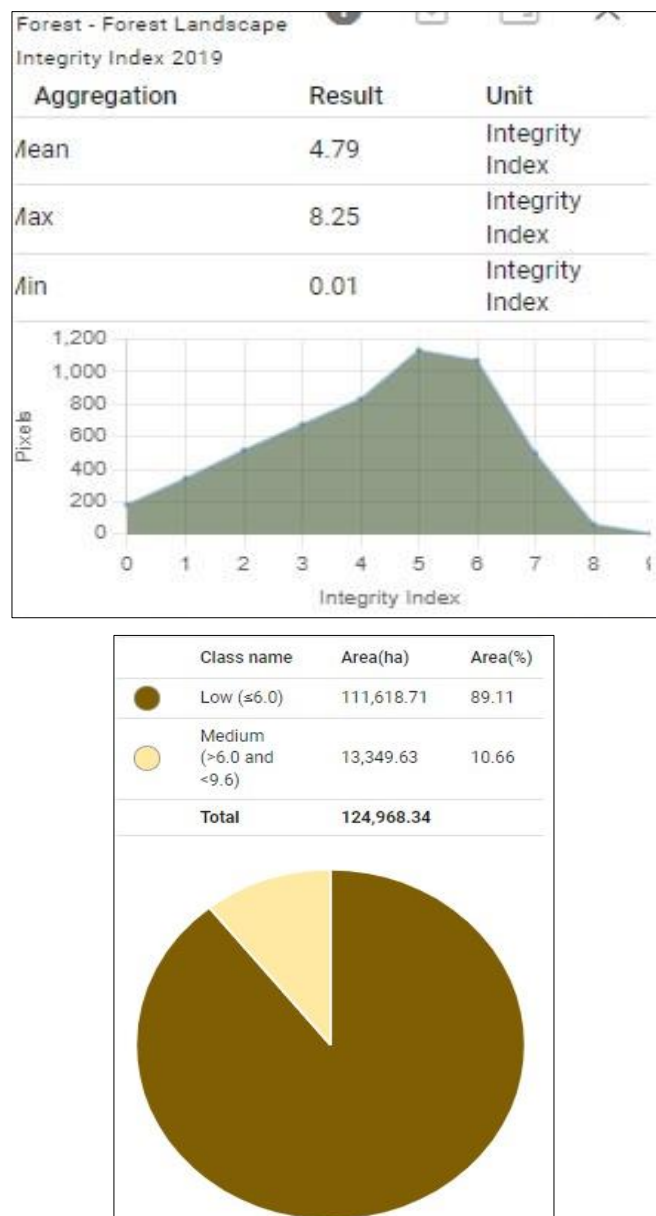 Forest - Forest Landscape
Integrity Index 2019
Aggregation Result Unit
Mean 4.79 Integrity Index
Max 8.25 Integrity Index
Min 0.01 Integrity Index
1,200
1,000
800
600
400
200
0
Pixels
0 1 2 3 4 5 6 7 8
Integrity Index
Class name Area(ha) Area(%)
Low (≤6.0) 111,618.71 89.11
Medium (>6.0 and <9.6) 13,349.63 10.66
Total 124,968.34